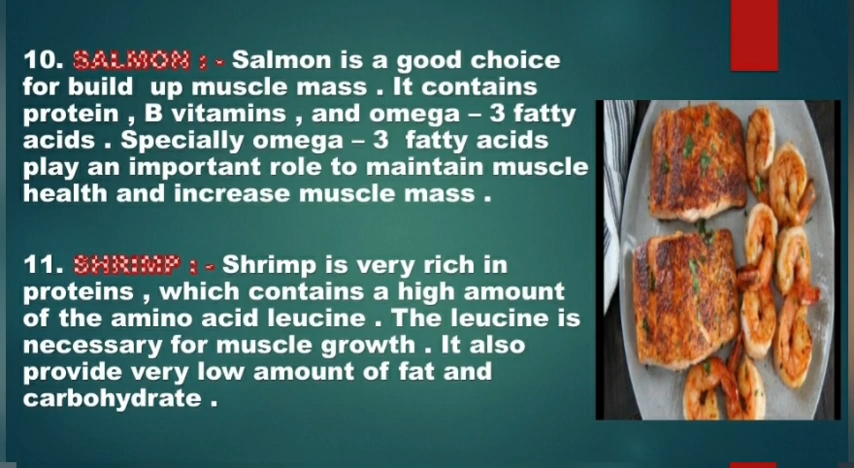 10. SALMON : - Salmon is a good choice
for build up muscle mass . It contains
protein , B vitamins , and omega – 3 fatty
acids . Specially omega – 3 fatty acids
play an important role to maintain muscle
health and increase muscle mass .
11. SHRIMP : - Shrimp is very rich in
proteins , which contains a high amount
of the amino acid leucine . The leucine is
necessary for muscle growth . It also
provide very low amount of fat and
carbohydrate .